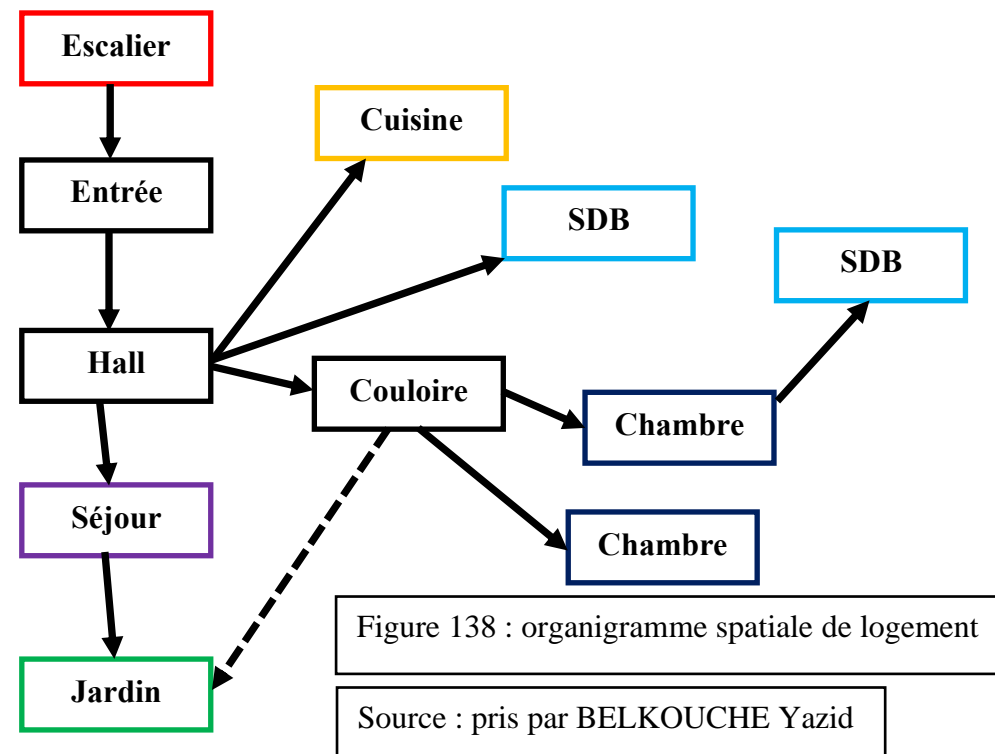 Escalier
Cuisine
Entrée
SDB
SDB
Hall
Couloire
Chambre
Séjour
Chambre
Jardin
Figure 138 : organigramme spatiale de logement
Source : pris par BELKOUCHE Yazid